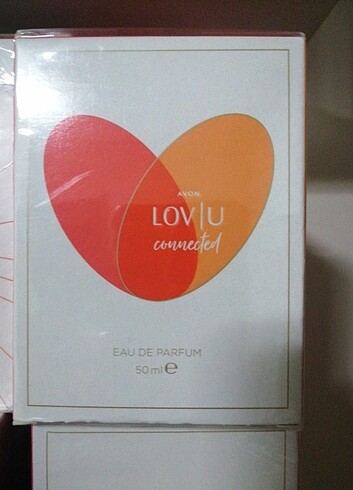 AVON
LOV|U
connected
EAU DE PARFUM
50 ml ℮